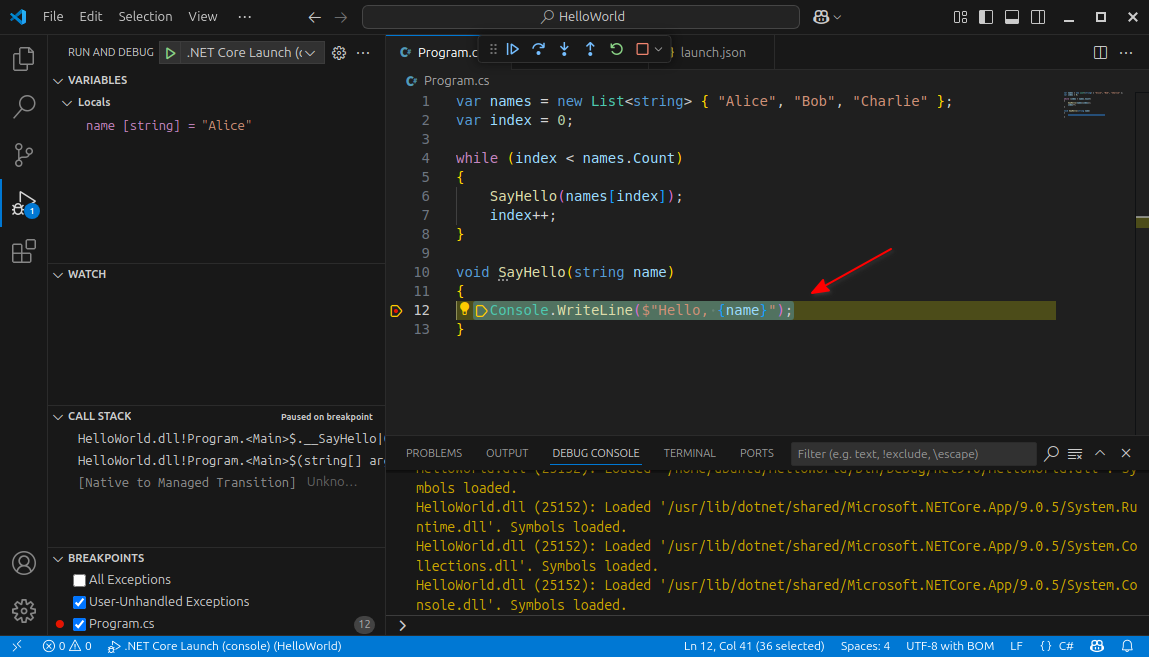 File Edit Selection View ··· HelloWorld
RUN AND DEBUG .NET Core Launch (c ···
VARIABLES
Locals
name [string] = "Alice"
WATCH
CALL STACK Paused on breakpoint
HelloWorld.dll!Program.<Main>$.__SayHello|
HelloWorld.dll!Program.<Main>$(string[] ar
[Native to Managed Transition] Unkno...
BREAKPOINTS
All Exceptions
User-Unhandled Exceptions
Program.cs 12
1
Program.c launch.json
Program.cs
1 var names = new List<string> { "Alice", "Bob", "Charlie" };
2 var index = 0;
3
4 while (index < names.Count)
5 {
6 SayHello(names[index]);
7 index++;
8 }
9
10 void SayHello(string name)
11 {
12 Console.WriteLine($"Hello, {name}");
13 }
PROBLEMS OUTPUT DEBUG CONSOLE TERMINAL PORTS Filter (e.g. text, !exclude, \escape)
mbols loaded.
HelloWorld.dll (25152): Loaded '/usr/lib/dotnet/shared/Microsoft.NETCore.App/9.0.5/System.Ru
ntime.dll'. Symbols loaded.
HelloWorld.dll (25152): Loaded '/usr/lib/dotnet/shared/Microsoft.NETCore.App/9.0.5/System.Co
llections.dll'. Symbols loaded.
HelloWorld.dll (25152): Loaded '/usr/lib/dotnet/shared/Microsoft.NETCore.App/9.0.5/System.Co
nsole.dll'. Symbols loaded.
0 0 .NET Core Launch (console) (HelloWorld) Ln 12, Col 41 (36 selected) Spaces: 4 UTF-8 with BOM LF {} C#